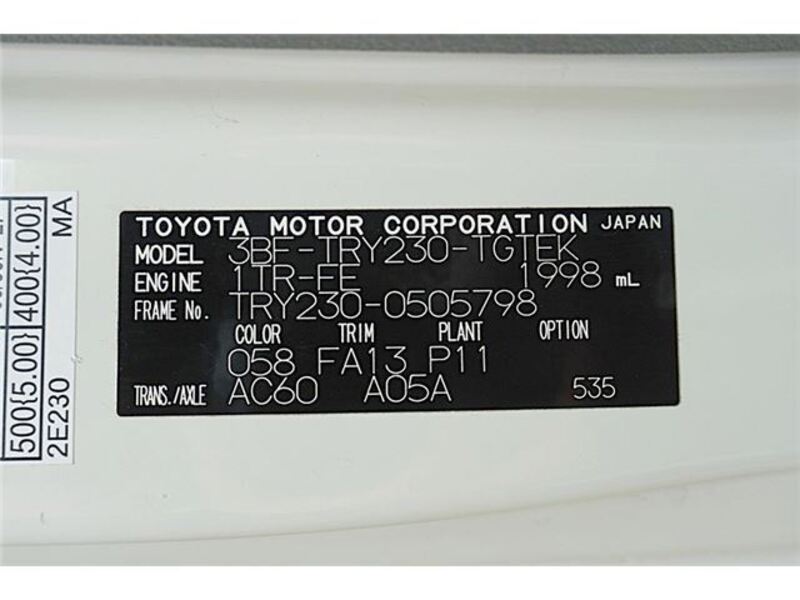 TOYOTA MOTOR CORPORATION JAPAN
MODEL 3BF-TRY230-TGTEK
ENGINE 1TR-FE 1998 mL
FRAME No. TRY230-0505798
COLOR TRIM PLANT OPTION
058 FA13 P11
TRANS./AXLE AC60 A05A 535
500{5.00} 400{4.00}
2E230 MA